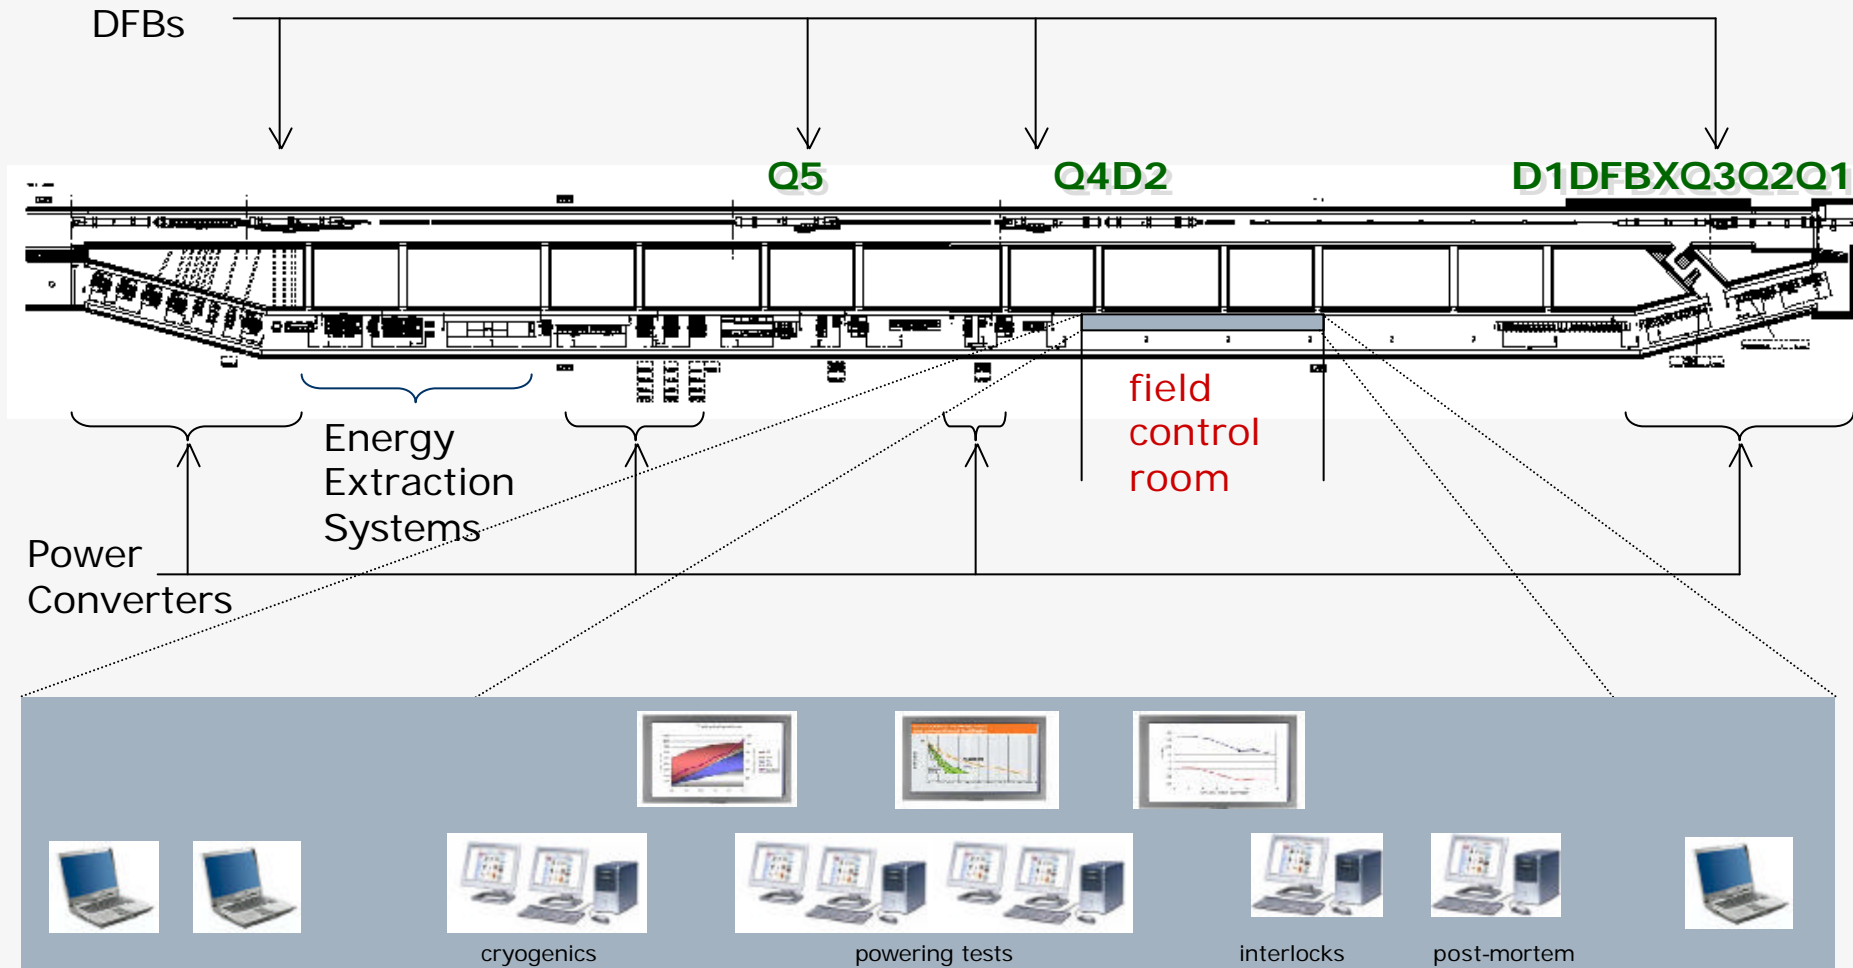 DFBs
Q5
Q4D2
D1DFBXQ3Q2Q1
field
control
room
Energy
Extraction
Systems
Power
Converters
cryogenics
powering tests
interlocks
post-mortem